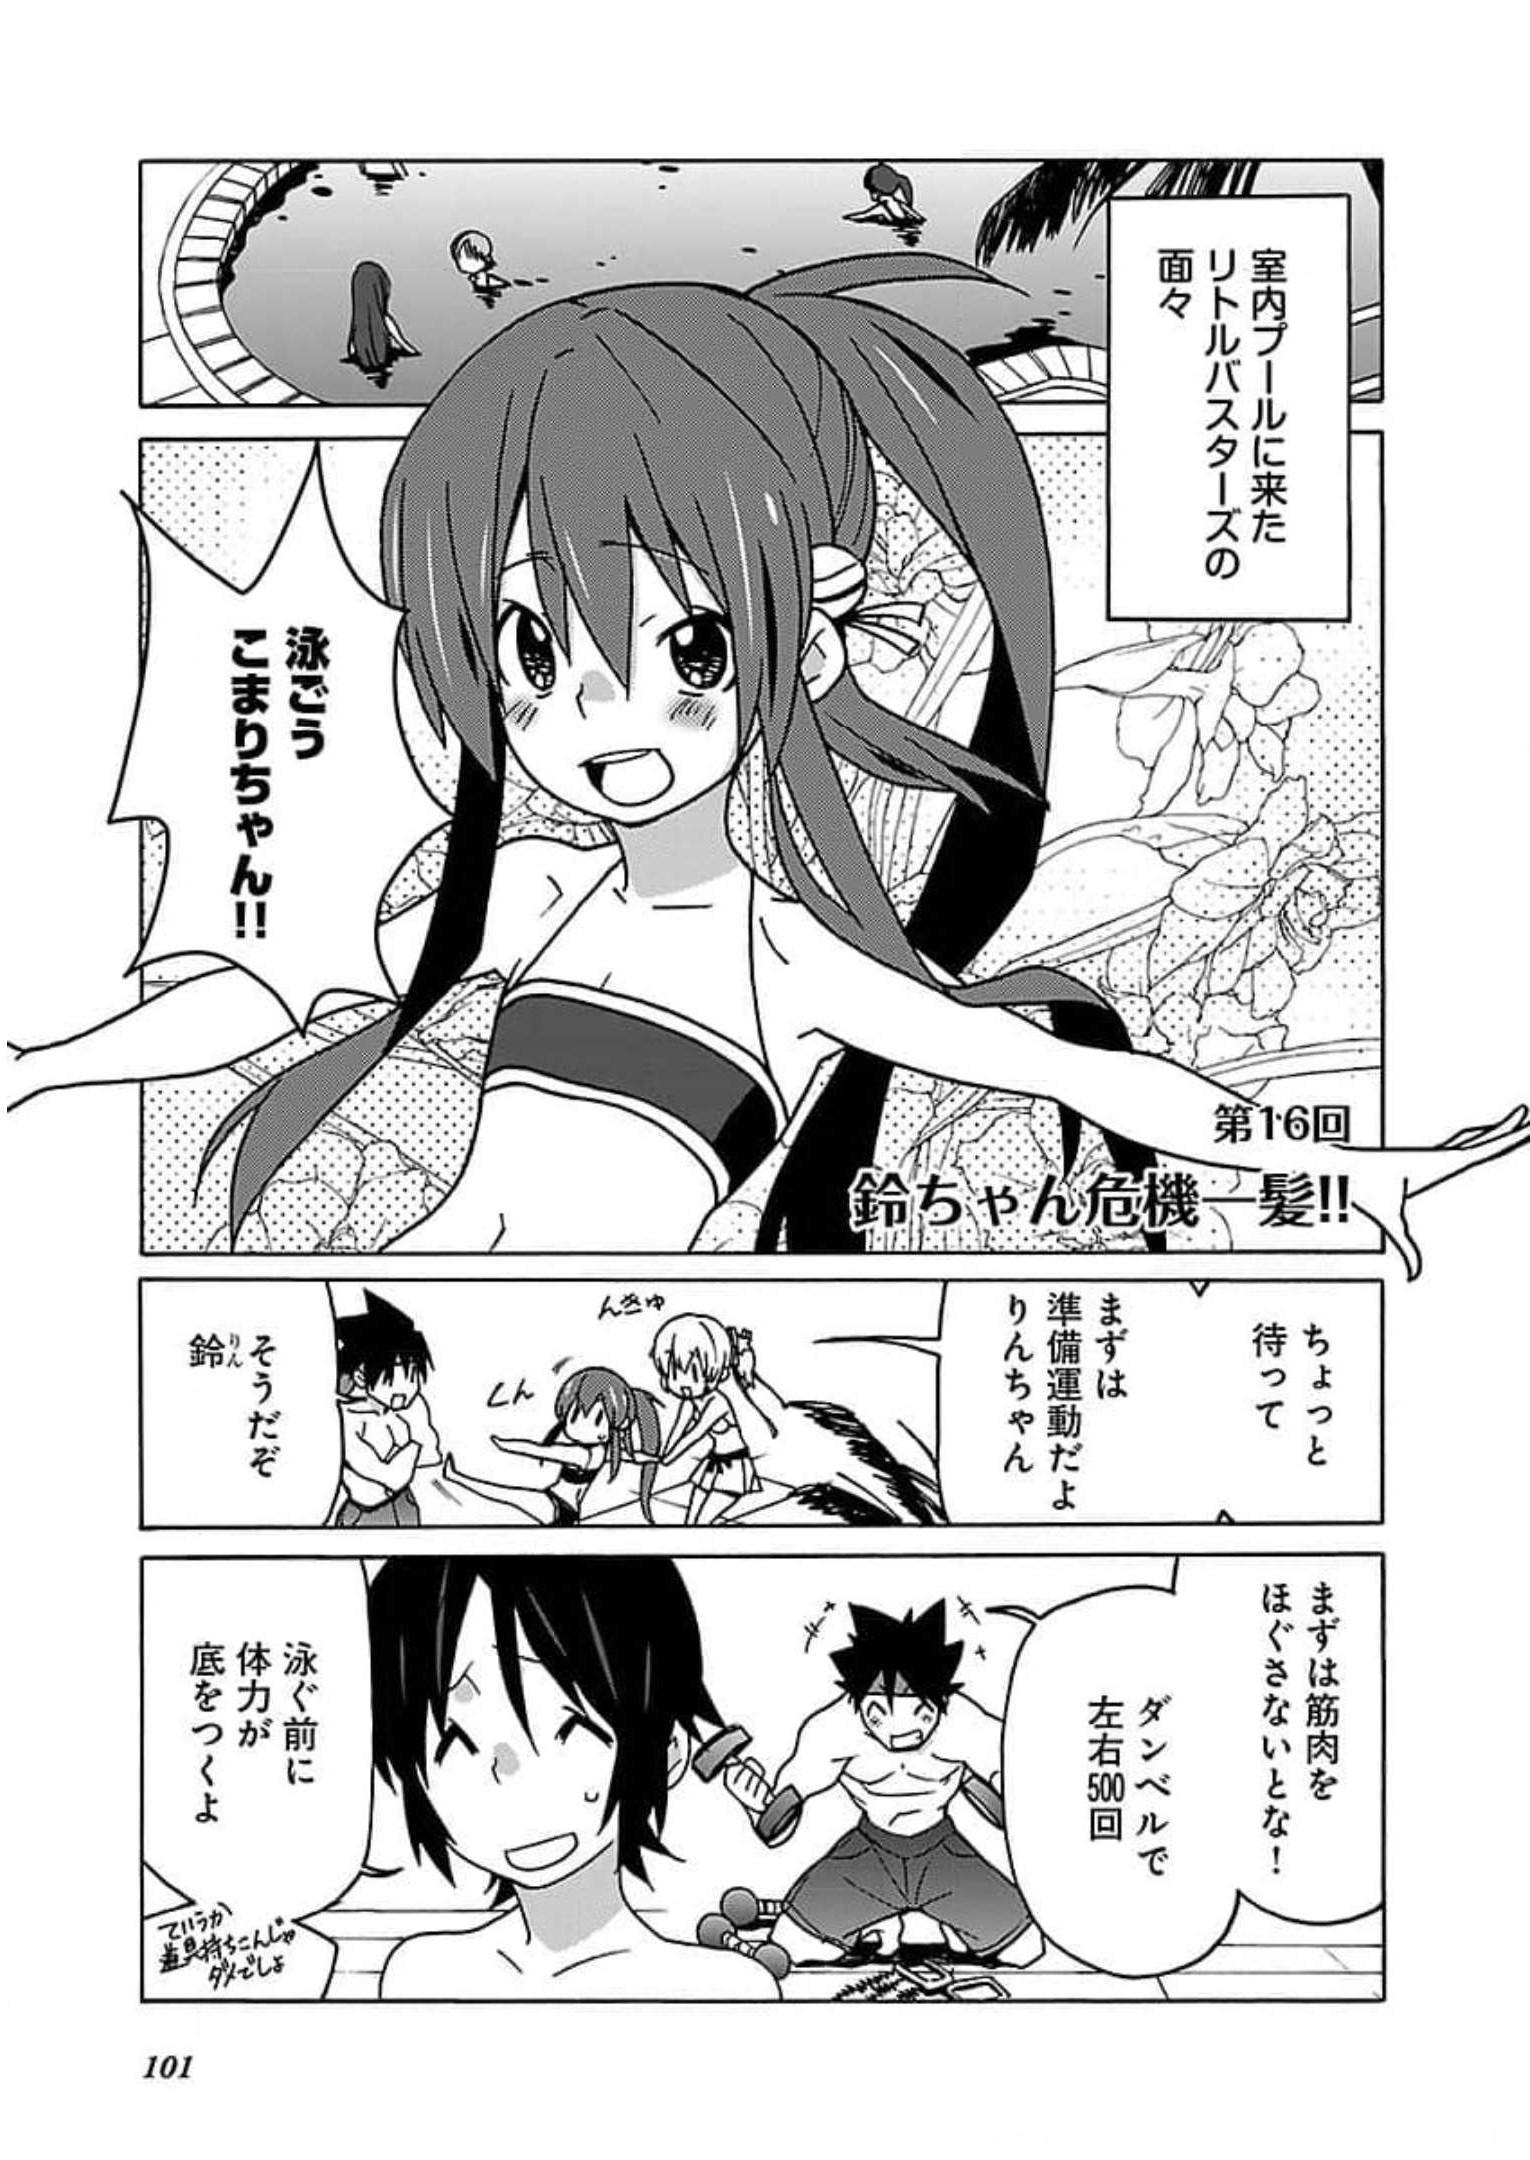 室内プールに来た
リトルバスターズの
面々
泳ごう
こまりちゃん!!
第16回
鈴ちゃん危機一髪!!
ちょっと
待って
まずは
準備運動だよ
りんちゃん
んきゅ
くん
そうだぞ
鈴
りん
まずは筋肉を
ほぐさないとな！
ダンベルで
左右500回
泳ぐ前に
体力が
底をつくよ
ていうか
道具持ちこんじゃ
ダメでしょ
101